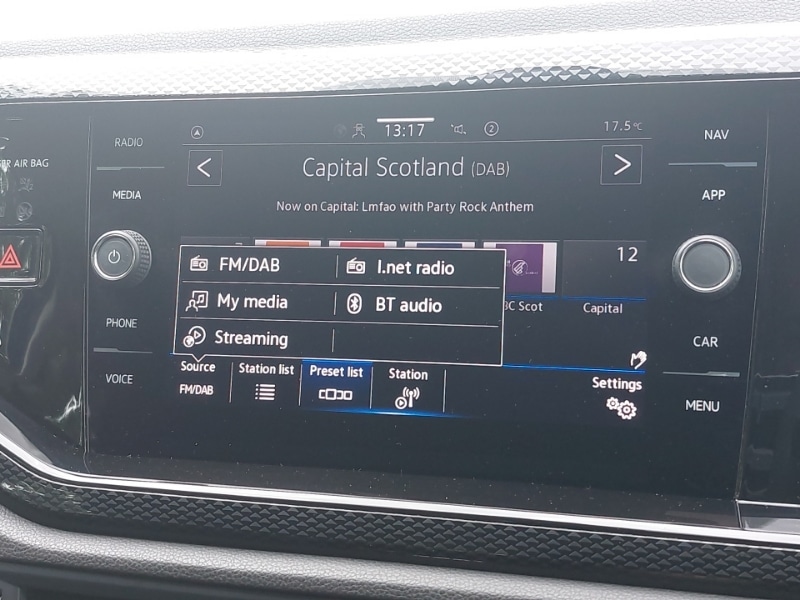 RADIO
MEDIA
PHONE
VOICE
AIR BAG
13:17
2
17.5°C
Capital Scotland (DAB)
Now on Capital: Lmfao with Party Rock Anthem
FM/DAB
I.net radio
My media
BT audio
Streaming
12
Scot
Capital
Source
FM/DAB
Station list
Preset list
Station
Settings
NAV
APP
CAR
MENU